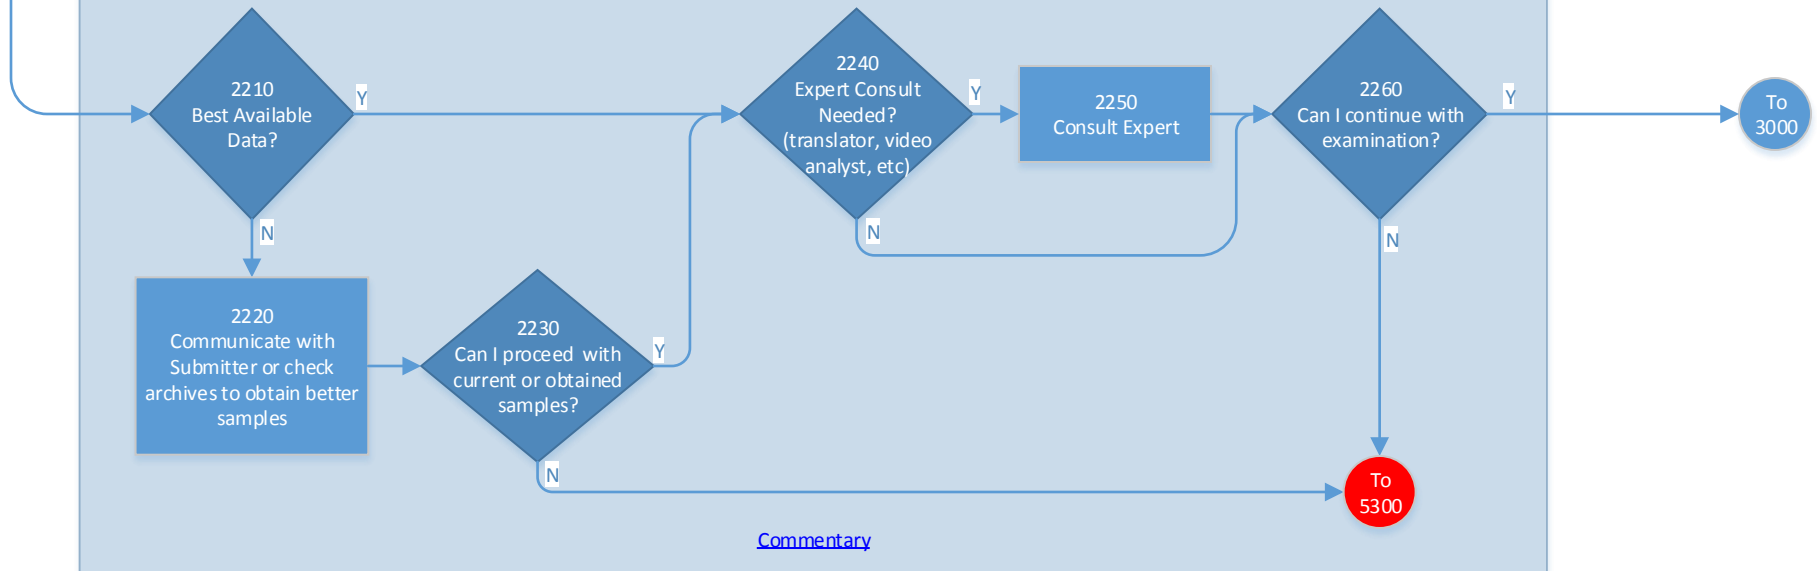 2210
Best Available
Data?
Y
N
2220
Communicate with
Submitter or check
archives to obtain better
samples
2230
Can I proceed with
current or obtained
samples?
Y
N
2240
Expert Consult
Needed?
(translator, video
analyst, etc)
Y
N
2250
Consult Expert
2260
Can I continue with
examination?
Y
N
To
3000
To
5300
Commentary